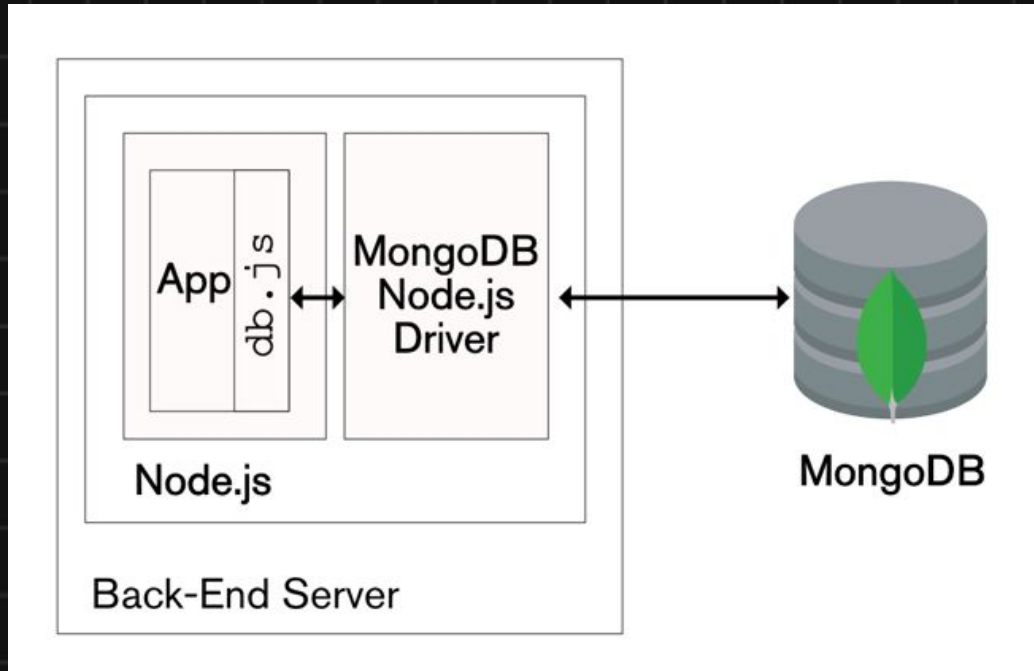 App
db.js
MongoDB
Node.js
Driver
Node.js
Back-End Server
MongoDB